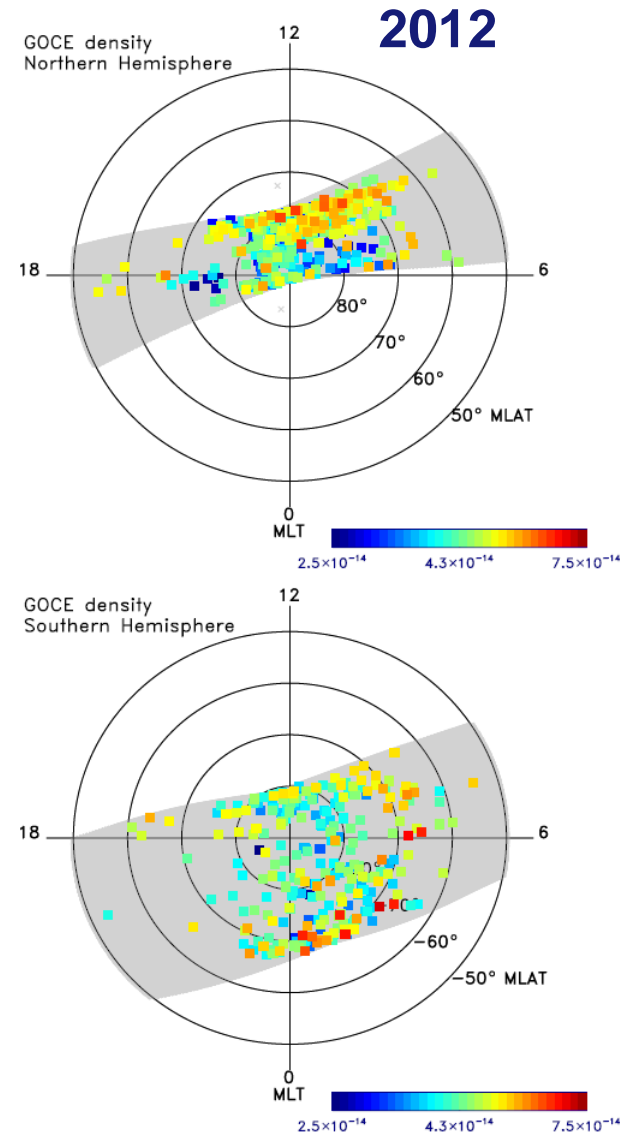 2012
GOCE density
Northern Hemisphere
12
18
6
80°
70°
60°
50° MLAT
0
MLT
2.5×10⁻¹⁴ 4.3×10⁻¹⁴ 7.5×10⁻¹⁴
GOCE density
Southern Hemisphere
12
18
6
-60°
-50° MLAT
0
MLT
2.5×10⁻¹⁴ 4.3×10⁻¹⁴ 7.5×10⁻¹⁴